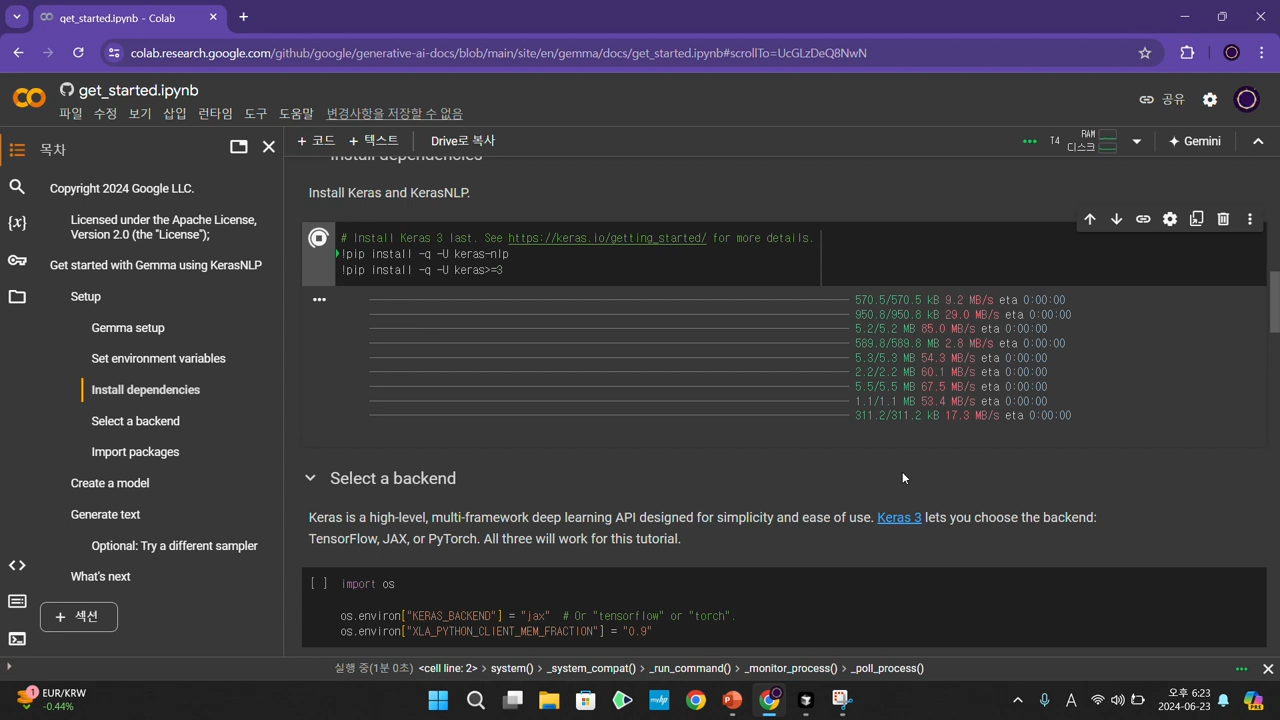 get_started.ipynb - Colab
colab.research.google.com/github/google/generative-ai-docs/blob/main/site/en/gemma/docs/get_started.ipynb#scrollTo=UcGLzDeQ8NwN
get_started.ipynb
파일 수정 보기 삽입 런타임 도구 도움말 변경사항을 저장할 수 없음
공유
목차
+ 코드 + 텍스트 Drive로 복사
T4 RAM 디스크 Gemini
Copyright 2024 Google LLC.
Licensed under the Apache License,
Version 2.0 (the "License");
Get started with Gemma using KerasNLP
Setup
Gemma setup
Set environment variables
Install dependencies
Select a backend
Import packages
Create a model
Generate text
Optional: Try a different sampler
What's next
+ 섹션
Install dependencies
Install Keras and KerasNLP.
# Install Keras 3 last. See https://keras.io/getting_started/ for more details.
!pip install -q -U keras-nlp
!pip install -q -U keras>=3
570.5/570.5 kB 9.2 MB/s eta 0:00:00
950.8/950.8 kB 29.0 MB/s eta 0:00:00
5.2/5.2 MB 85.0 MB/s eta 0:00:00
589.8/589.8 MB 2.8 MB/s eta 0:00:00
5.3/5.3 MB 54.3 MB/s eta 0:00:00
2.2/2.2 MB 60.1 MB/s eta 0:00:00
5.5/5.5 MB 67.5 MB/s eta 0:00:00
1.1/1.1 MB 53.4 MB/s eta 0:00:00
311.2/311.2 kB 17.3 MB/s eta 0:00:00
Select a backend
Keras is a high-level, multi-framework deep learning API designed for simplicity and ease of use. Keras 3 lets you choose the backend:
TensorFlow, JAX, or PyTorch. All three will work for this tutorial.
[ ] import os
os.environ["KERAS_BACKEND"] = "jax" # Or "tensorflow" or "torch".
os.environ["XLA_PYTHON_CLIENT_MEM_FRACTION"] = "0.9"
실행 중(1분 0초) <cell line: 2> > system() > _system_compat() > _run_command() > _monitor_process() > _poll_process()
1
EUR/KRW
-0.44%
A
오후 6:23
2024-06-23